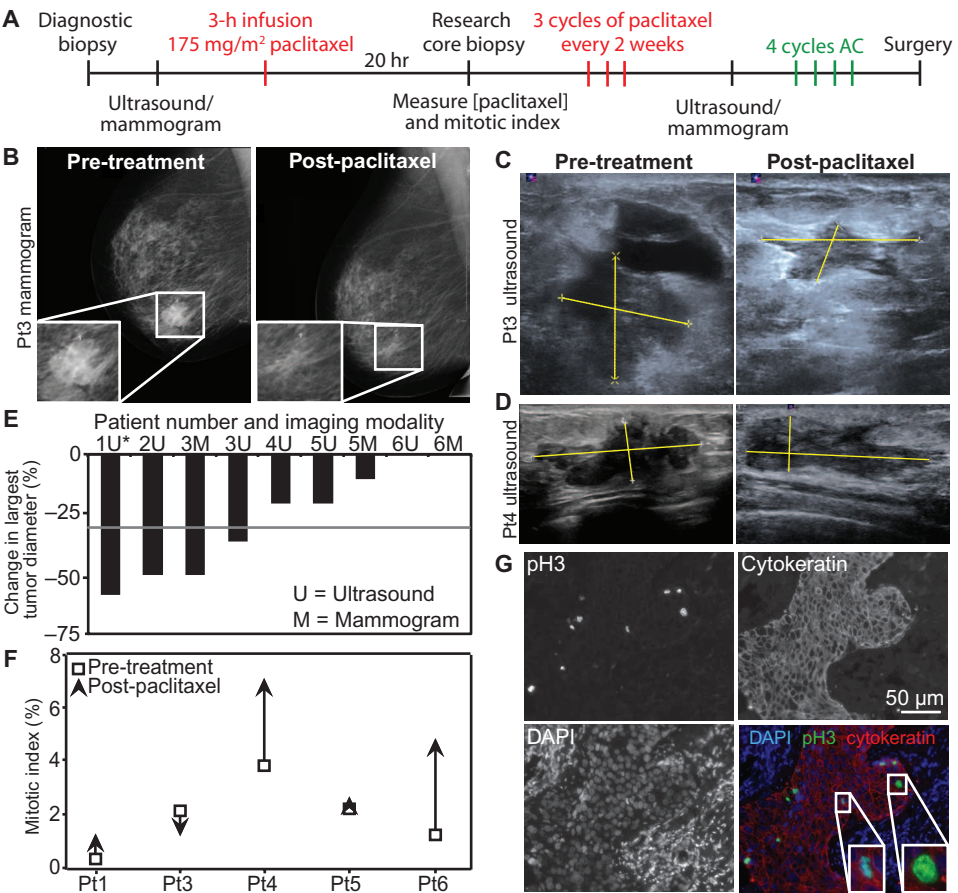 A
Diagnostic
biopsy
3-h infusion
175 mg/m² paclitaxel
20 hr
Research
core biopsy
3 cycles of paclitaxel
every 2 weeks
4 cycles AC
Surgery
Ultrasound/
mammogram
Measure [paclitaxel]
and mitotic index
Ultrasound/
mammogram
B
Pre-treatment
Post-paclitaxel
Pt3 mammogram
C
Pre-treatment
Post-paclitaxel
Pt3 ultrasound
D
Pt4 ultrasound
E
Patient number and imaging modality
1U* 2U 3M 3U 4U 5U 5M 6U 6M
0
–25
–50
–75
Change in largest
tumor diameter (%)
U = Ultrasound
M = Mammogram
F
8
6
4
2
0
Mitotic index (%)
Pre-treatment
Post-paclitaxel
Pt1 Pt3 Pt4 Pt5 Pt6
G
pH3
Cytokeratin
50 µm
DAPI
DAPI pH3 cytokeratin